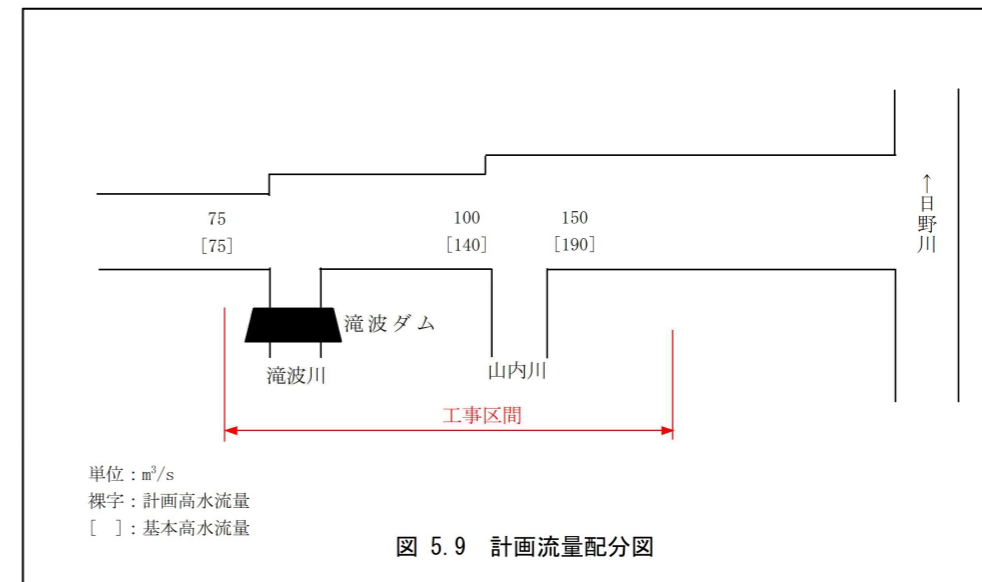 75
[75]
100
[140]
150
[190]
↑日野川
滝波ダム
滝波川
山内川
工事区間
単位：m³/s
裸字：計画高水流量
[　]：基本高水流量
図 5.9　計画流量配分図